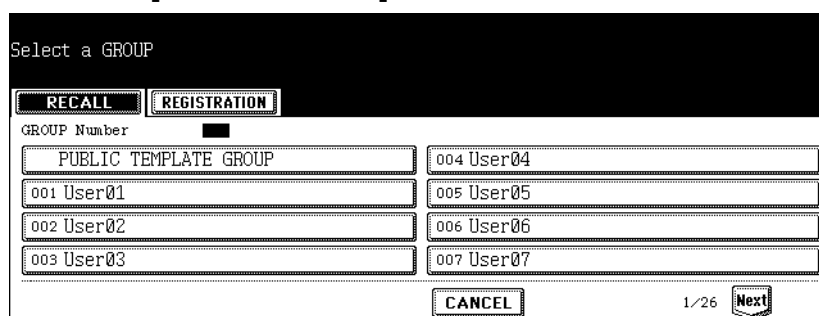 Select a GROUP
RECALL REGISTRATION
GROUP Number
PUBLIC TEMPLATE GROUP
001 User01
002 User02
003 User03
004 User04
005 User05
006 User06
007 User07
CANCEL 1/26 Next